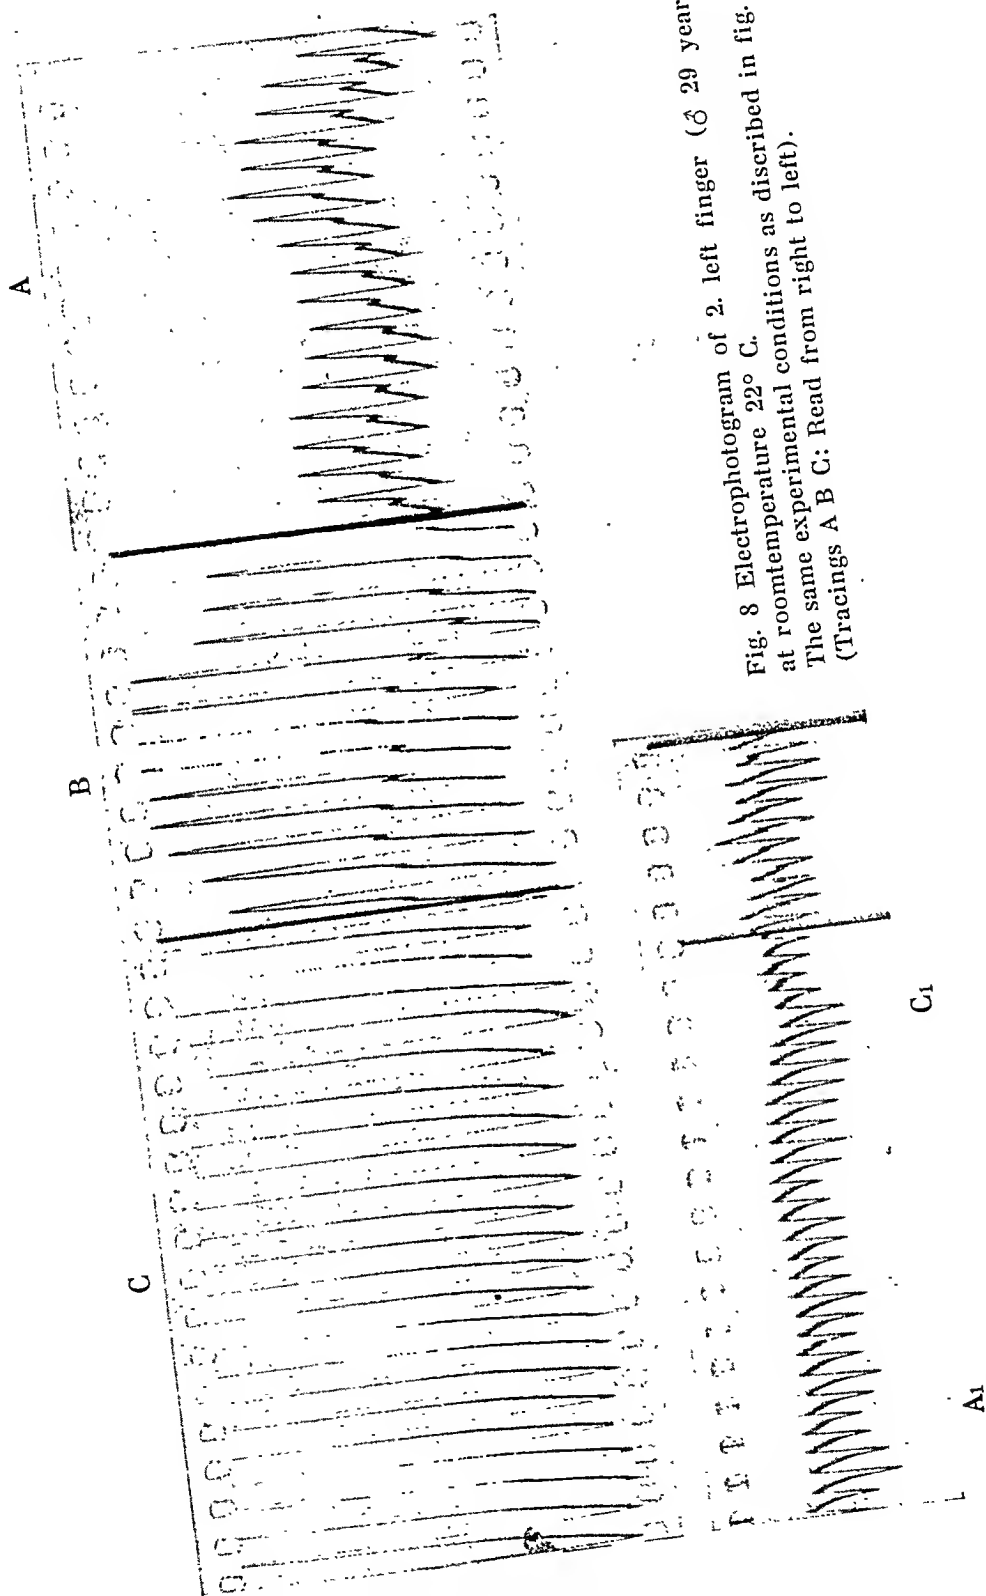 A
B
C
Fig. 8 Electrophotogram of 2. left finger (♂ 29 year
at roomtemperature 22° C.
The same experimental conditions as discribed in fig.
(Tracings A B C: Read from right to left).
C1
A1